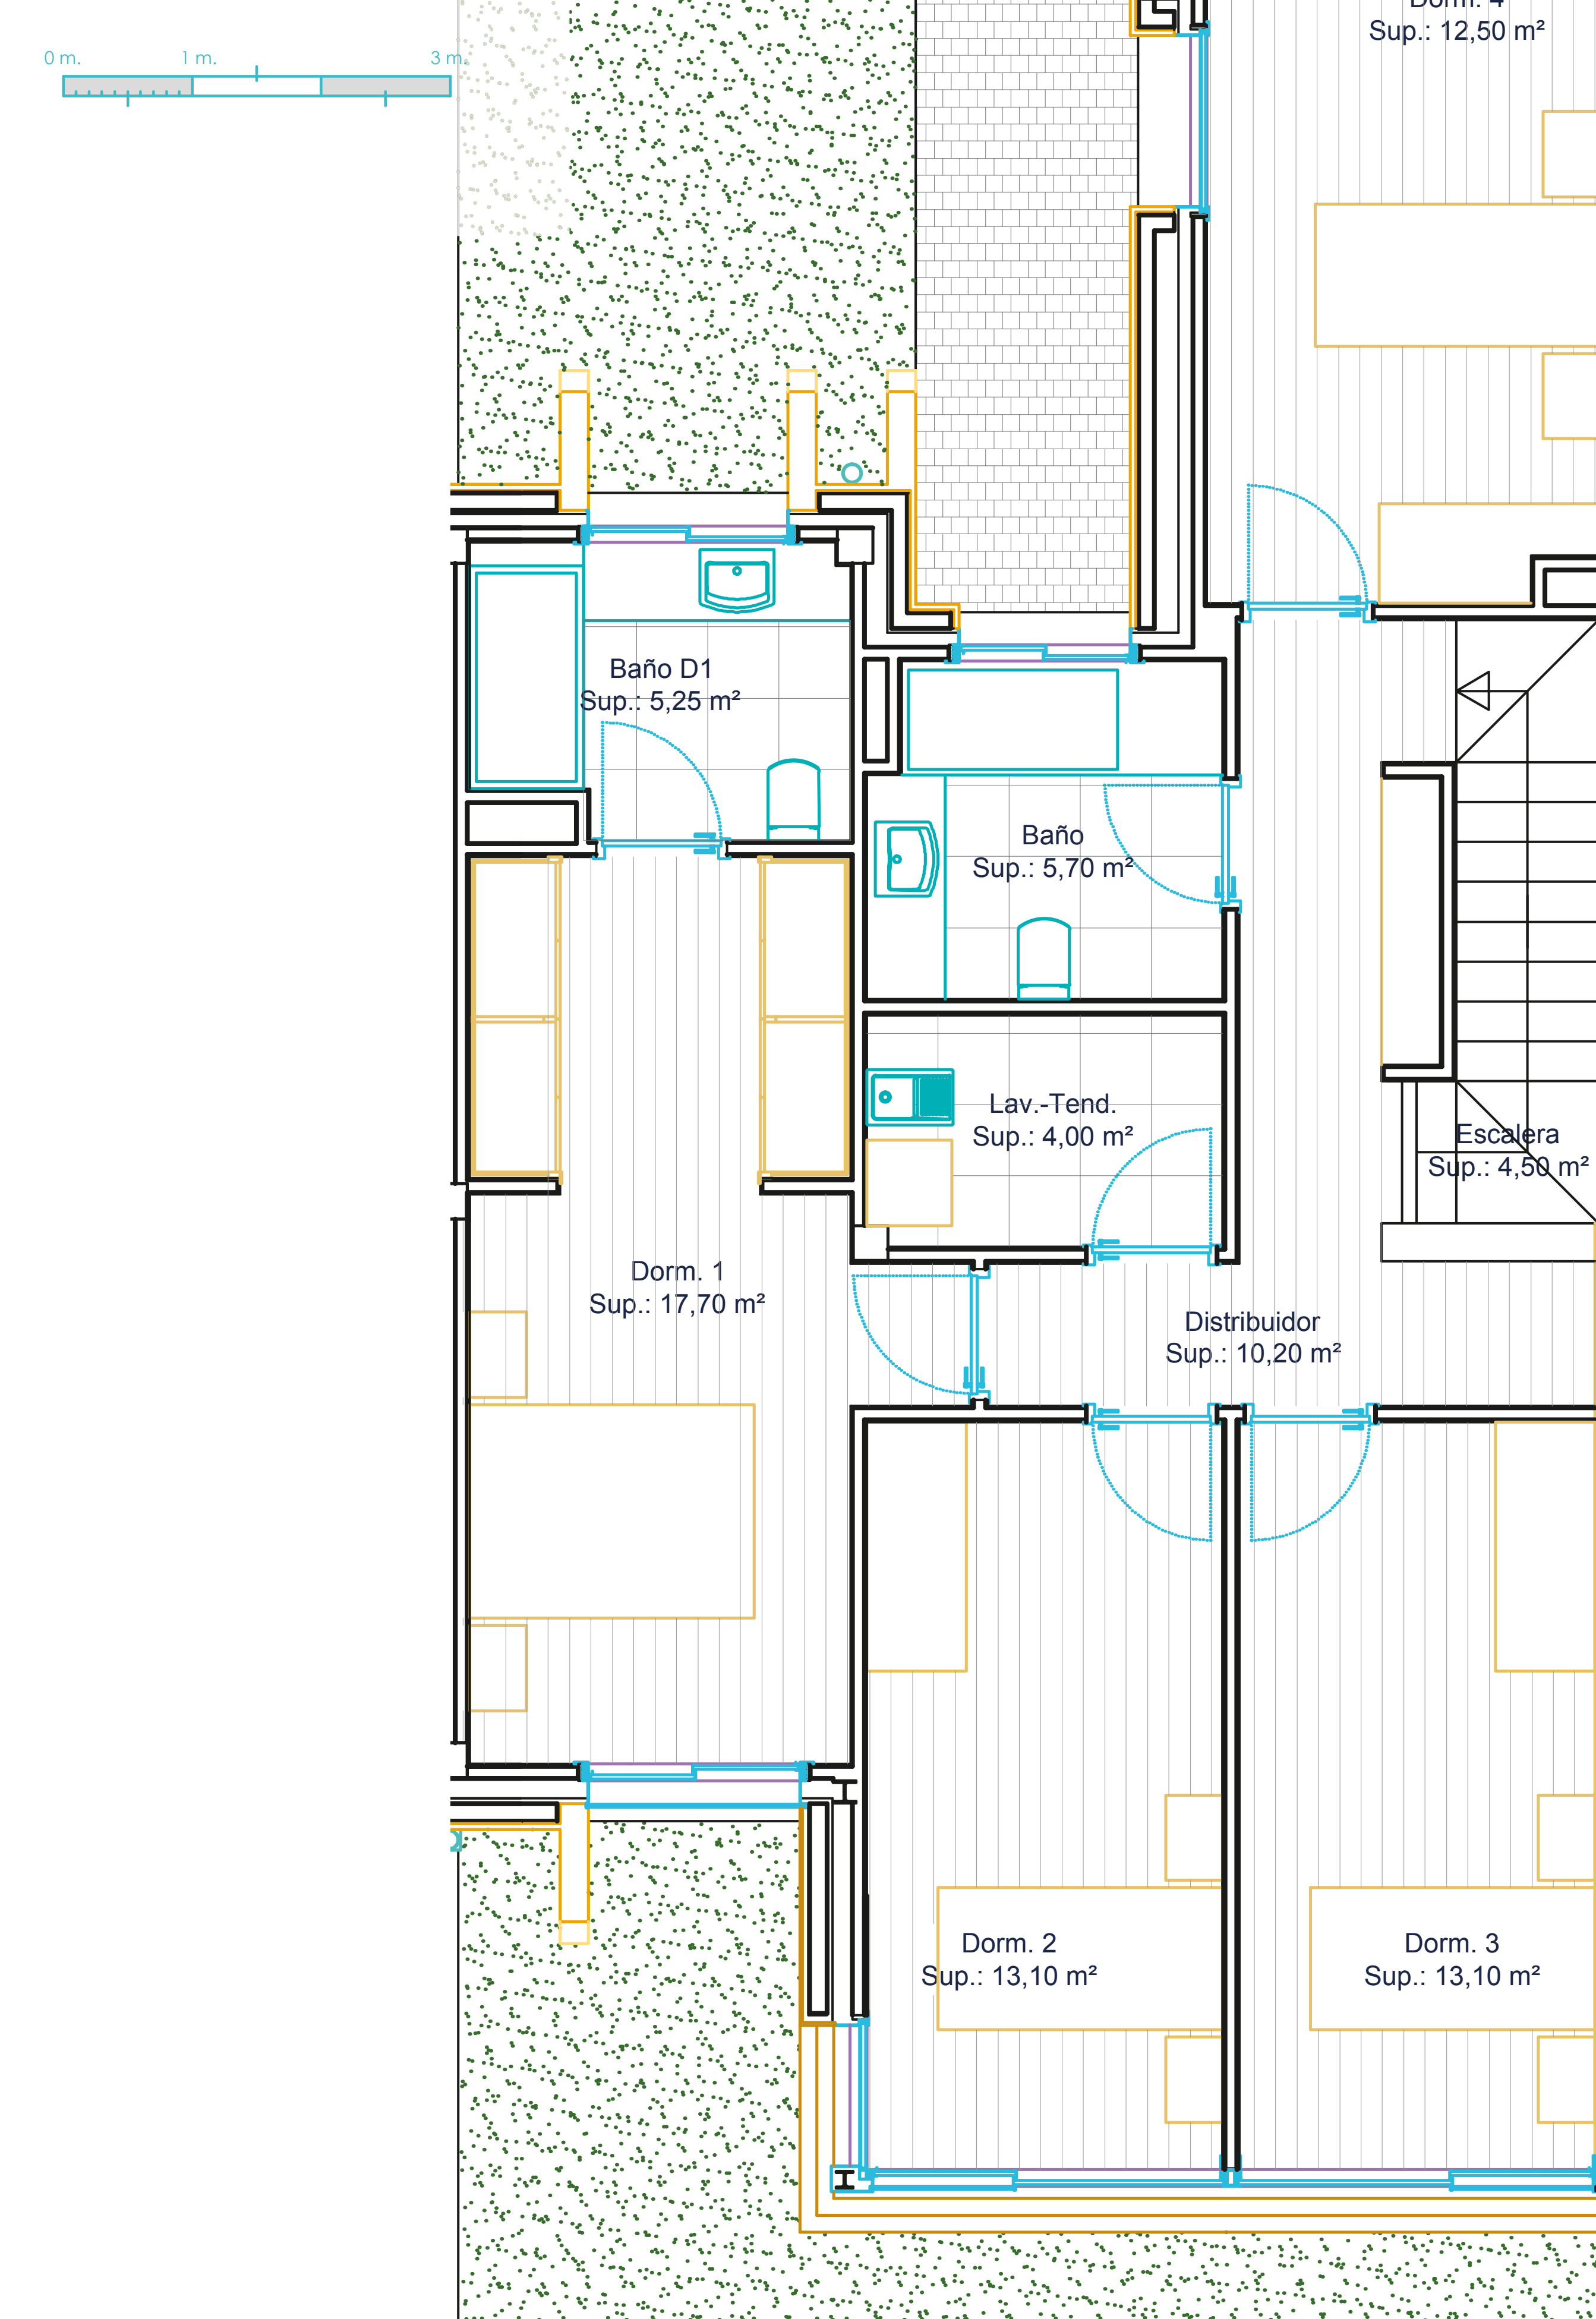 Dorm. 4
Sup.: 12,50 m²
0 m.
1 m.
3 m.
Baño D1
Sup.: 5,25 m²
Baño
Sup.: 5,70 m²
Lav.-Tend.
Sup.: 4,00 m²
Escalera
Sup.: 4,50 m²
Dorm. 1
Sup.: 17,70 m²
Distribuidor
Sup.: 10,20 m²
Dorm. 2
Sup.: 13,10 m²
Dorm. 3
Sup.: 13,10 m²